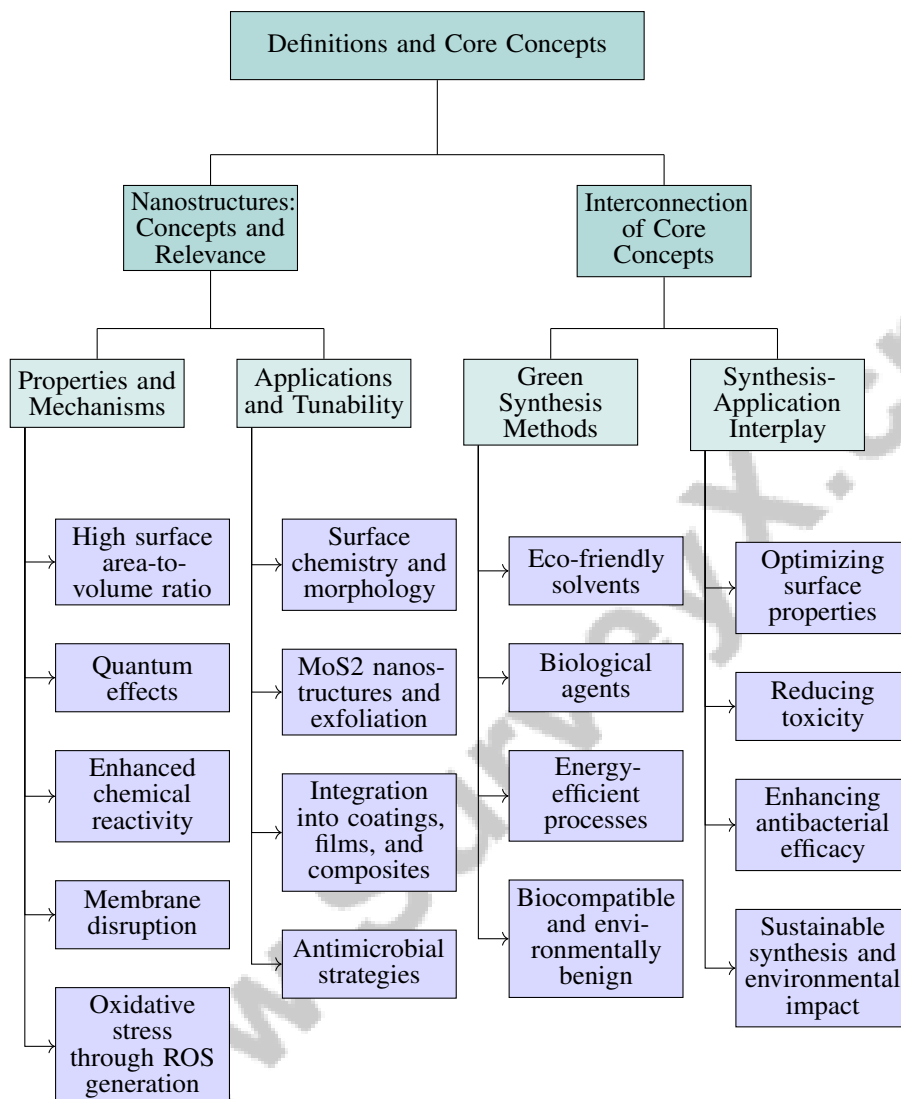 Definitions and Core Concepts
Nanostructures:
Concepts and
Relevance
Interconnection
of Core
Concepts
Properties and
Mechanisms
Applications
and Tunability
Green
Synthesis
Methods
Synthesis-
Application
Interplay
High surface
area-to-
volume ratio
Quantum
effects
Enhanced
chemical
reactivity
Membrane
disruption
Oxidative
stress
through ROS
generation
Surface
chemistry and
morphology
MoS2 nanos-
tructures and
exfoliation
Integration
into coatings,
films, and
composites
Antimicrobial
strategies
Eco-friendly
solvents
Biological
agents
Energy-
efficient
processes
Biocompatible
and envi-
ronmentally
benign
Optimizing
surface
properties
Reducing
toxicity
Enhancing
antibacterial
efficacy
Sustainable
synthesis and
environmental
impact